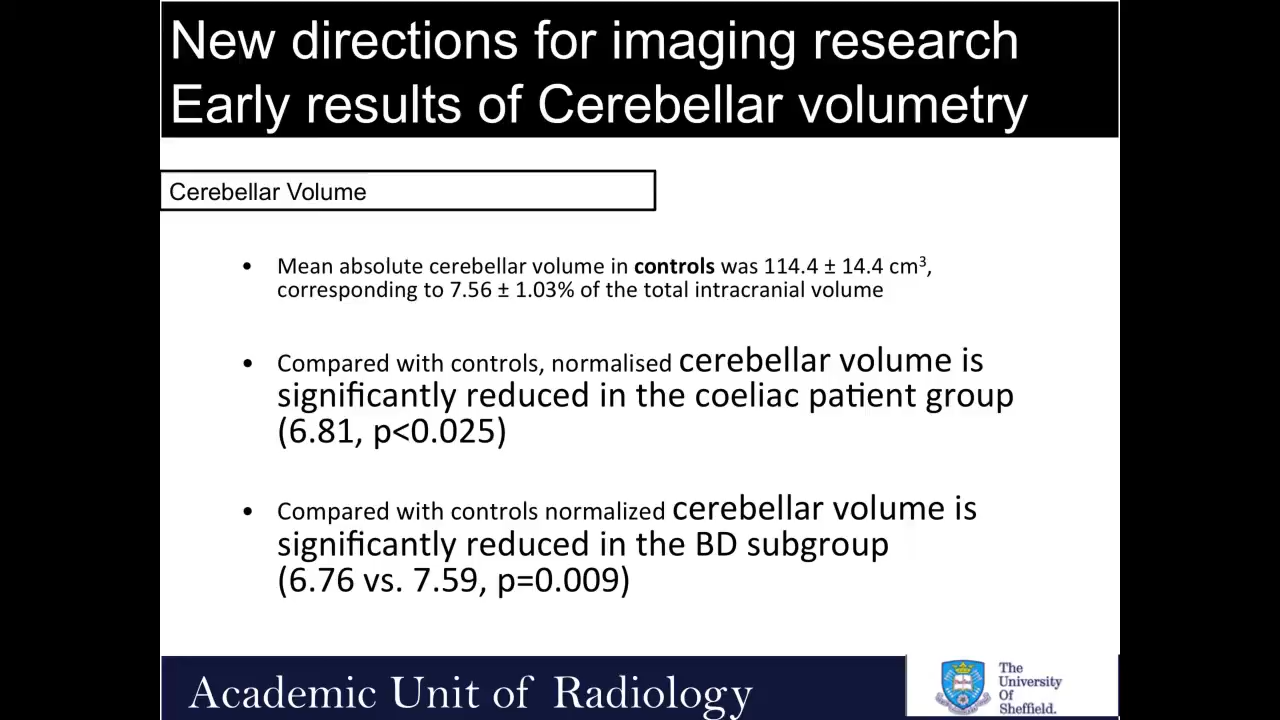 New directions for imaging research
Early results of Cerebellar volumetry
Cerebellar Volume
• Mean absolute cerebellar volume in controls was 114.4 ± 14.4 cm³,
corresponding to 7.56 ± 1.03% of the total intracranial volume
• Compared with controls, normalised cerebellar volume is
significantly reduced in the coeliac patient group
(6.81, p<0.025)
• Compared with controls normalized cerebellar volume is
significantly reduced in the BD subgroup
(6.76 vs. 7.59, p=0.009)
Academic Unit of Radiology
The
University
Of
Sheffield.